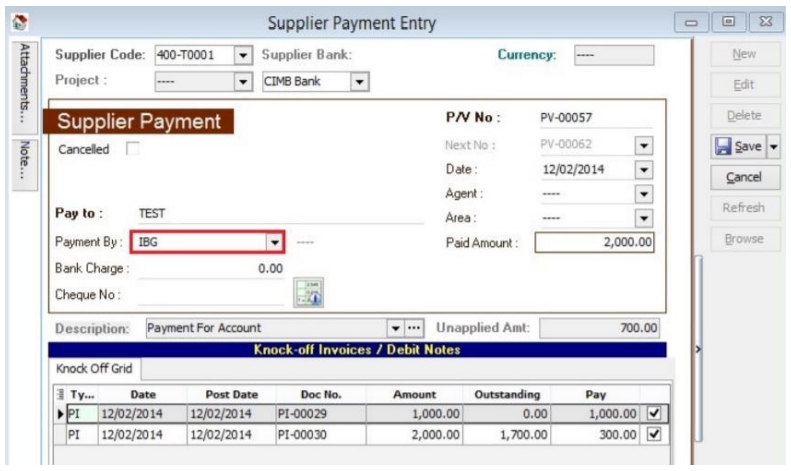 Supplier Payment Entry
Attachments...
Note...
Supplier Code: 400-T0001 Supplier Bank: Currency: ----
Project : ---- CIMB Bank
Supplier Payment
Cancelled
P/V No : PV-00057
Next No : PV-00062
Date : 12/02/2014
Agent : ----
Pay to : TEST Area : ----
Payment By : IBG ---- Paid Amount : 2,000.00
Bank Charge : 0.00
Cheque No :
Description: Payment For Account Unapplied Amt: 700.00
Knock-off Invoices / Debit Notes
Knock Off Grid
Ty... Date Post Date Doc No. Amount Outstanding Pay
PI 12/02/2014 12/02/2014 PI-00029 1,000.00 0.00 1,000.00
PI 12/02/2014 12/02/2014 PI-00030 2,000.00 1,700.00 300.00
New
Edit
Delete
Save
Cancel
Refresh
Browse